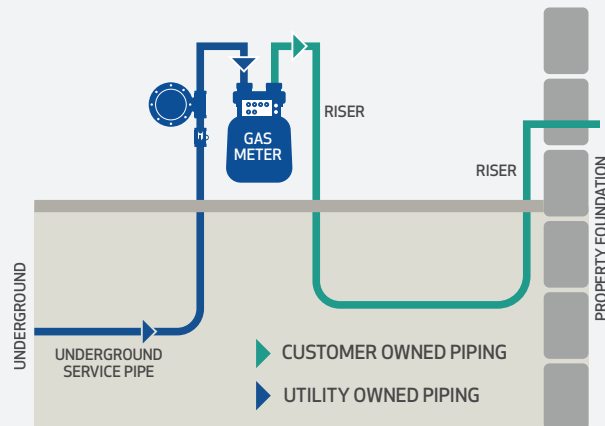 GAS
METER
RISER
RISER
PROPERTY FOUNDATION
UNDERGROUND
UNDERGROUND
SERVICE PIPE
CUSTOMER OWNED PIPING
UTILITY OWNED PIPING